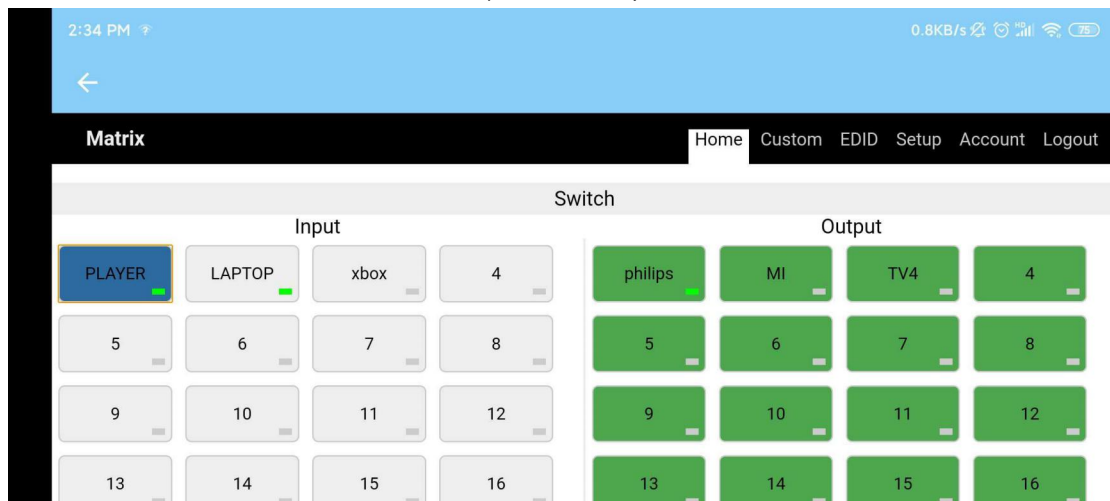 2:34 PM
0.8KB/s HD 75
Matrix
Home Custom EDID Setup Account Logout
Switch
Input
Output
PLAYER LAPTOP xbox 4 philips MI TV4 4
5 6 7 8 5 6 7 8
9 10 11 12 9 10 11 12
13 14 15 16 13 14 15 16